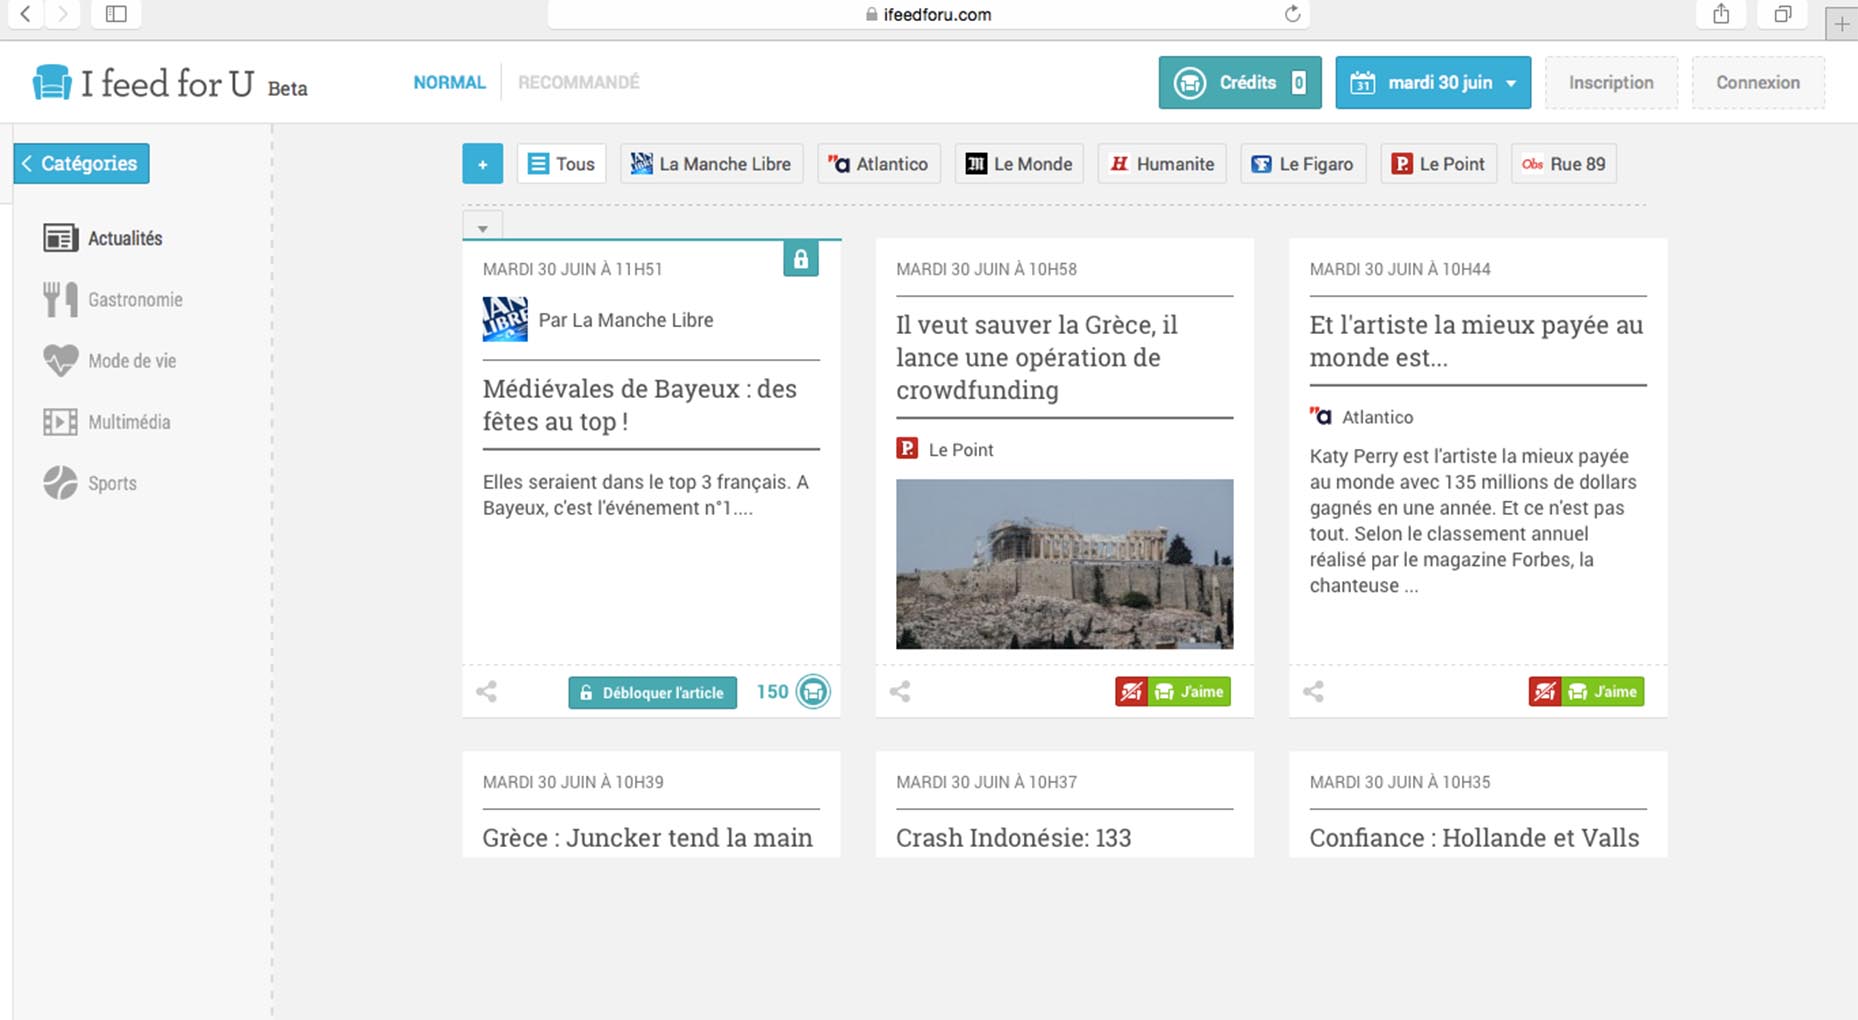 ifeedforu.com
I feed for U Beta
NORMAL
RECOMMANDÉ
Crédits 0
31
mardi 30 juin
Inscription
Connexion
Catégories
Actualités
Gastronomie
Mode de vie
Multimédia
Sports
+
Tous
La Manche Libre
Atlantico
Le Monde
Humanite
Le Figaro
Le Point
Obs Rue 89
MARDI 30 JUIN À 11H51
Par La Manche Libre
Médiévales de Bayeux : des
fêtes au top !
Elles seraient dans le top 3 français. A
Bayeux, c'est l'événement n°1....
Débloquer l'article
150
MARDI 30 JUIN À 10H58
Il veut sauver la Grèce, il
lance une opération de
crowdfunding
Le Point
J'aime
MARDI 30 JUIN À 10H44
Et l'artiste la mieux payée au
monde est...
Atlantico
Katy Perry est l'artiste la mieux payée
au monde avec 135 millions de dollars
gagnés en une année. Et ce n'est pas
tout. Selon le classement annuel
réalisé par le magazine Forbes, la
chanteuse ...
J'aime
MARDI 30 JUIN À 10H39
Grèce : Juncker tend la main
MARDI 30 JUIN À 10H37
Crash Indonésie: 133
MARDI 30 JUIN À 10H35
Confiance : Hollande et Valls